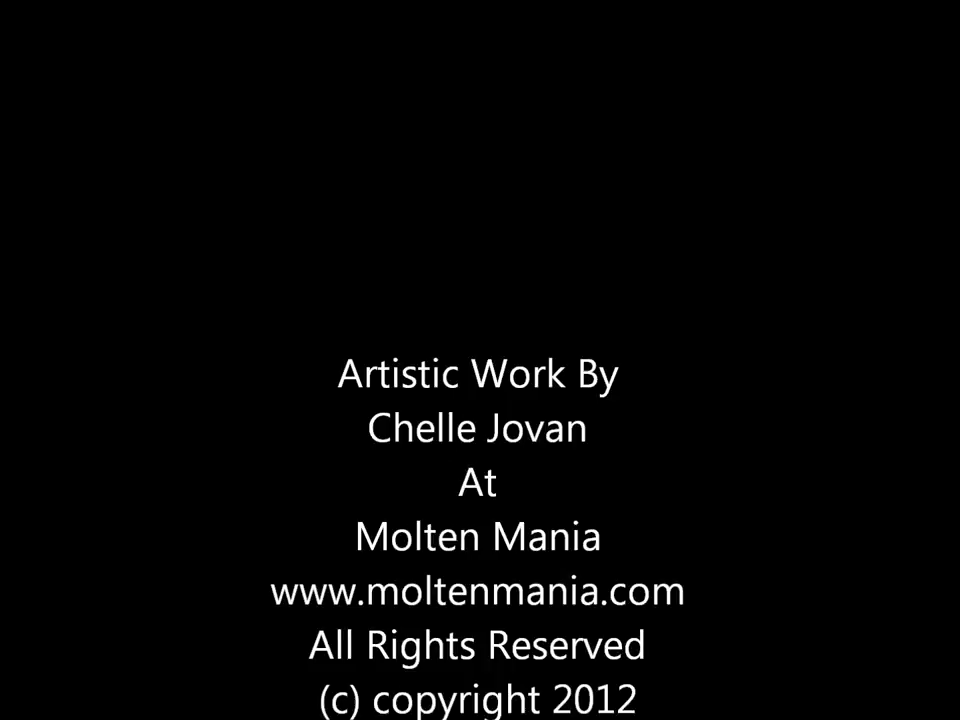 Artistic Work By
Chelle Jovan
At
Molten Mania
www.moltenmania.com
All Rights Reserved
(c) copyright 2012